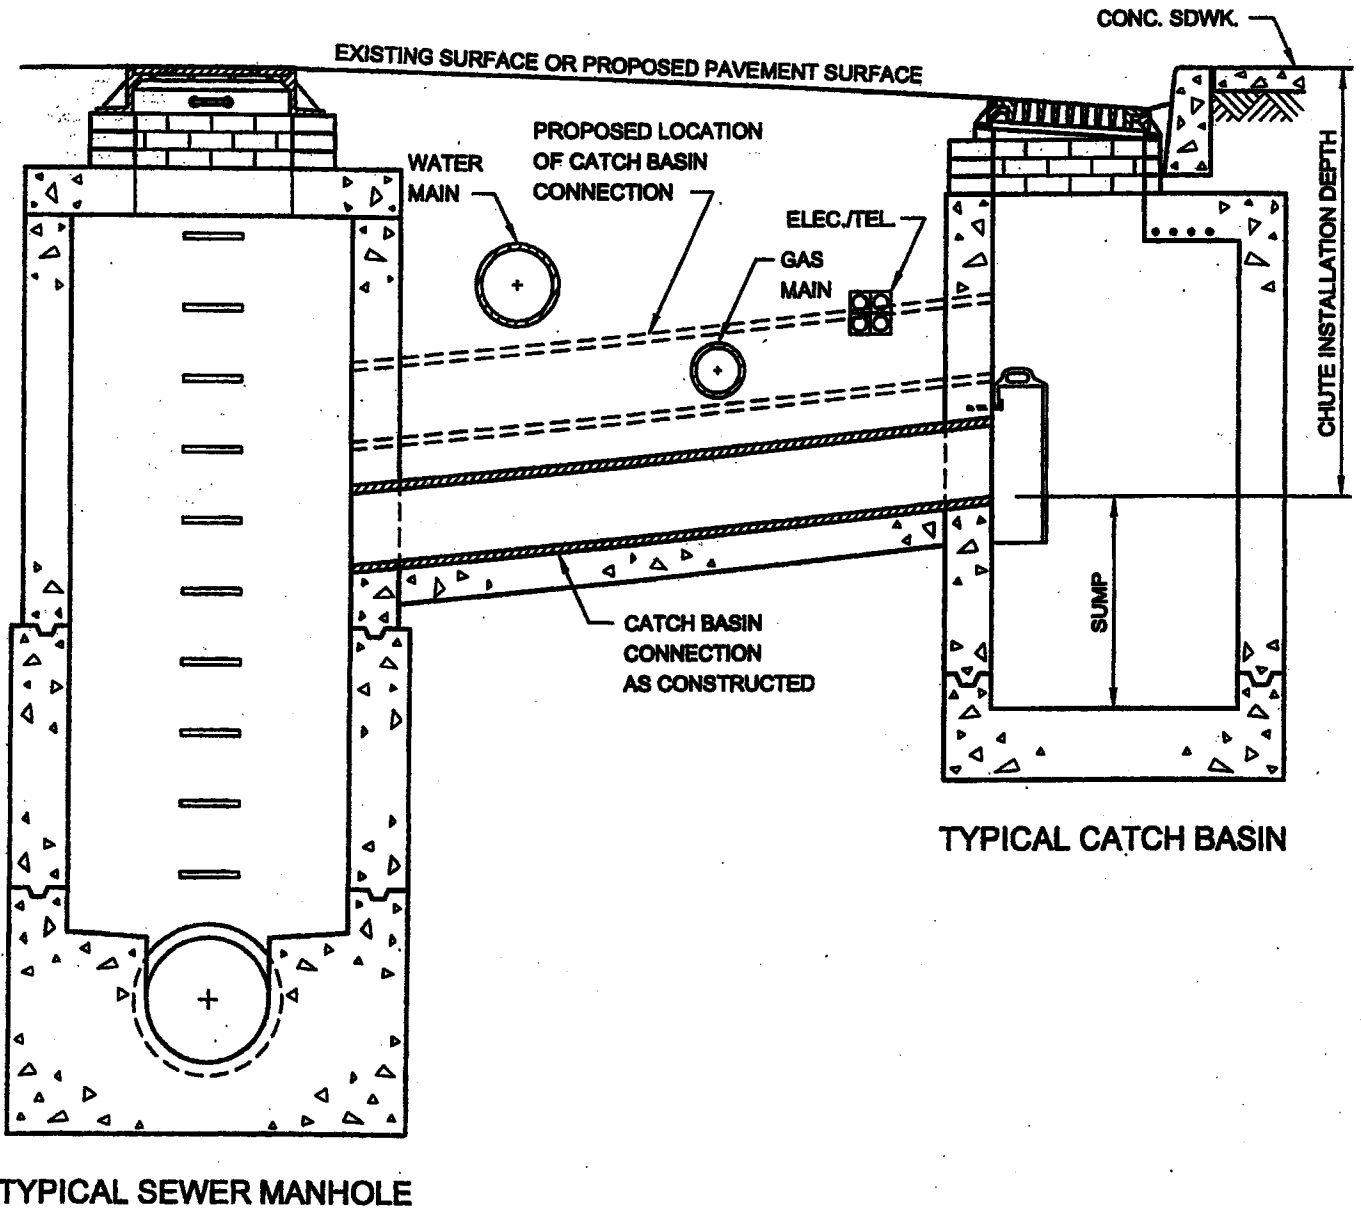 CONC. SDWK.
EXISTING SURFACE OR PROPOSED PAVEMENT SURFACE
PROPOSED LOCATION
OF CATCH BASIN
CONNECTION
WATER
MAIN
ELEC./TEL.
GAS
MAIN
CHUTE INSTALLATION DEPTH
SUMP
CATCH BASIN
CONNECTION
AS CONSTRUCTED
TYPICAL CATCH BASIN
TYPICAL SEWER MANHOLE